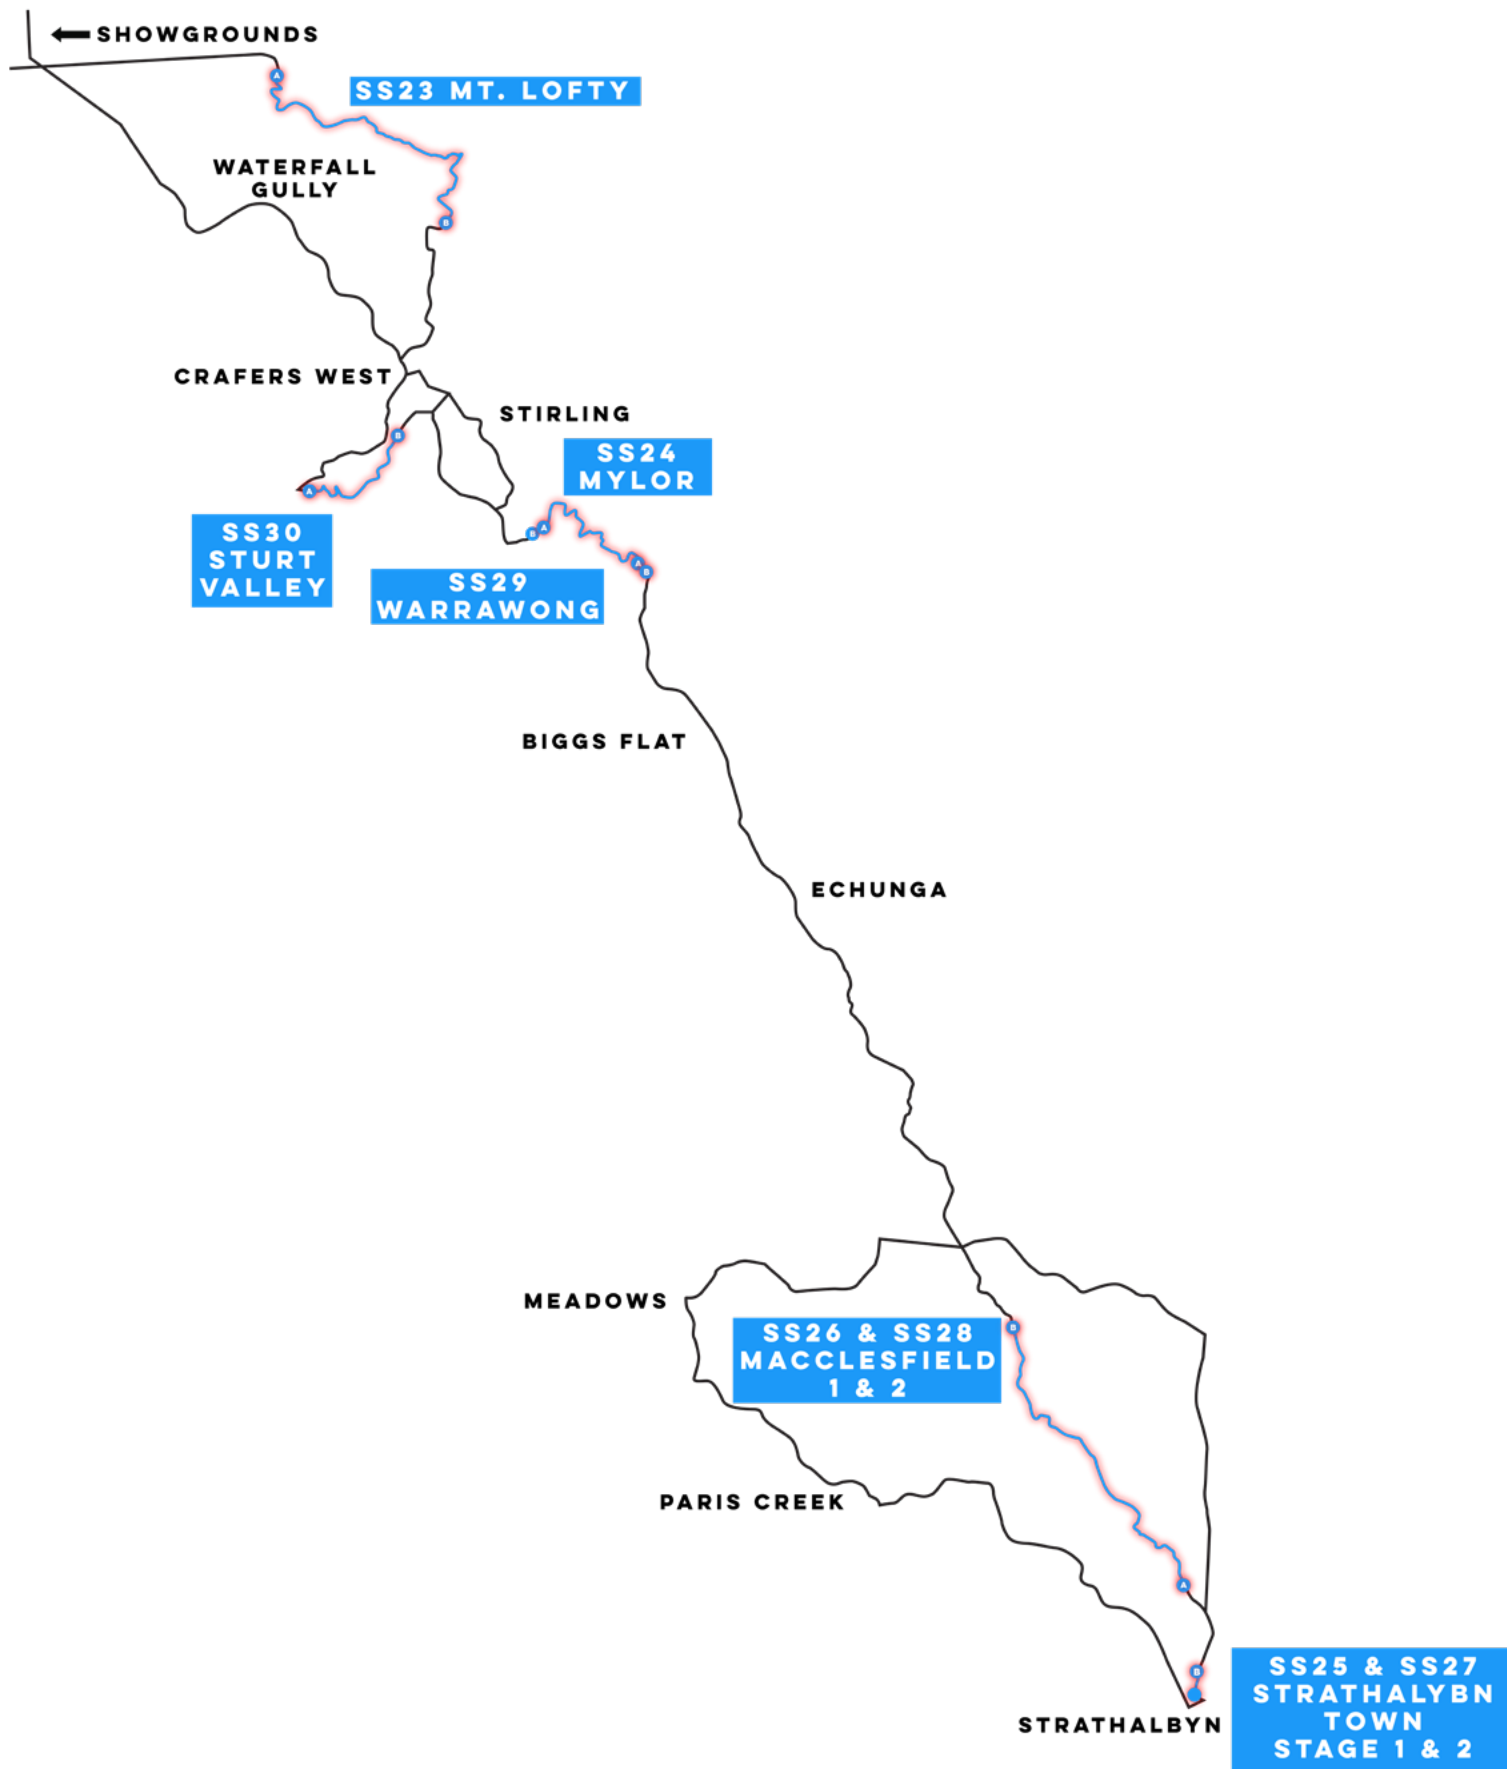 SHOWGROUNDS
A
SS23 MT. LOFTY
WATERFALL
GULLY
B
CRAFERS WEST
STIRLING
B
SS24
MYLOR
A
SS30
STURT
VALLEY
B
A
A
B
SS29
WARRAWONG
BIGGS FLAT
ECHUNGA
MEADOWS
B
SS26 & SS28
MACCLESFIELD
1 & 2
PARIS CREEK
A
B
STRATHALBYN
SS25 & SS27
STRATHALYBN
TOWN
STAGE 1 & 2